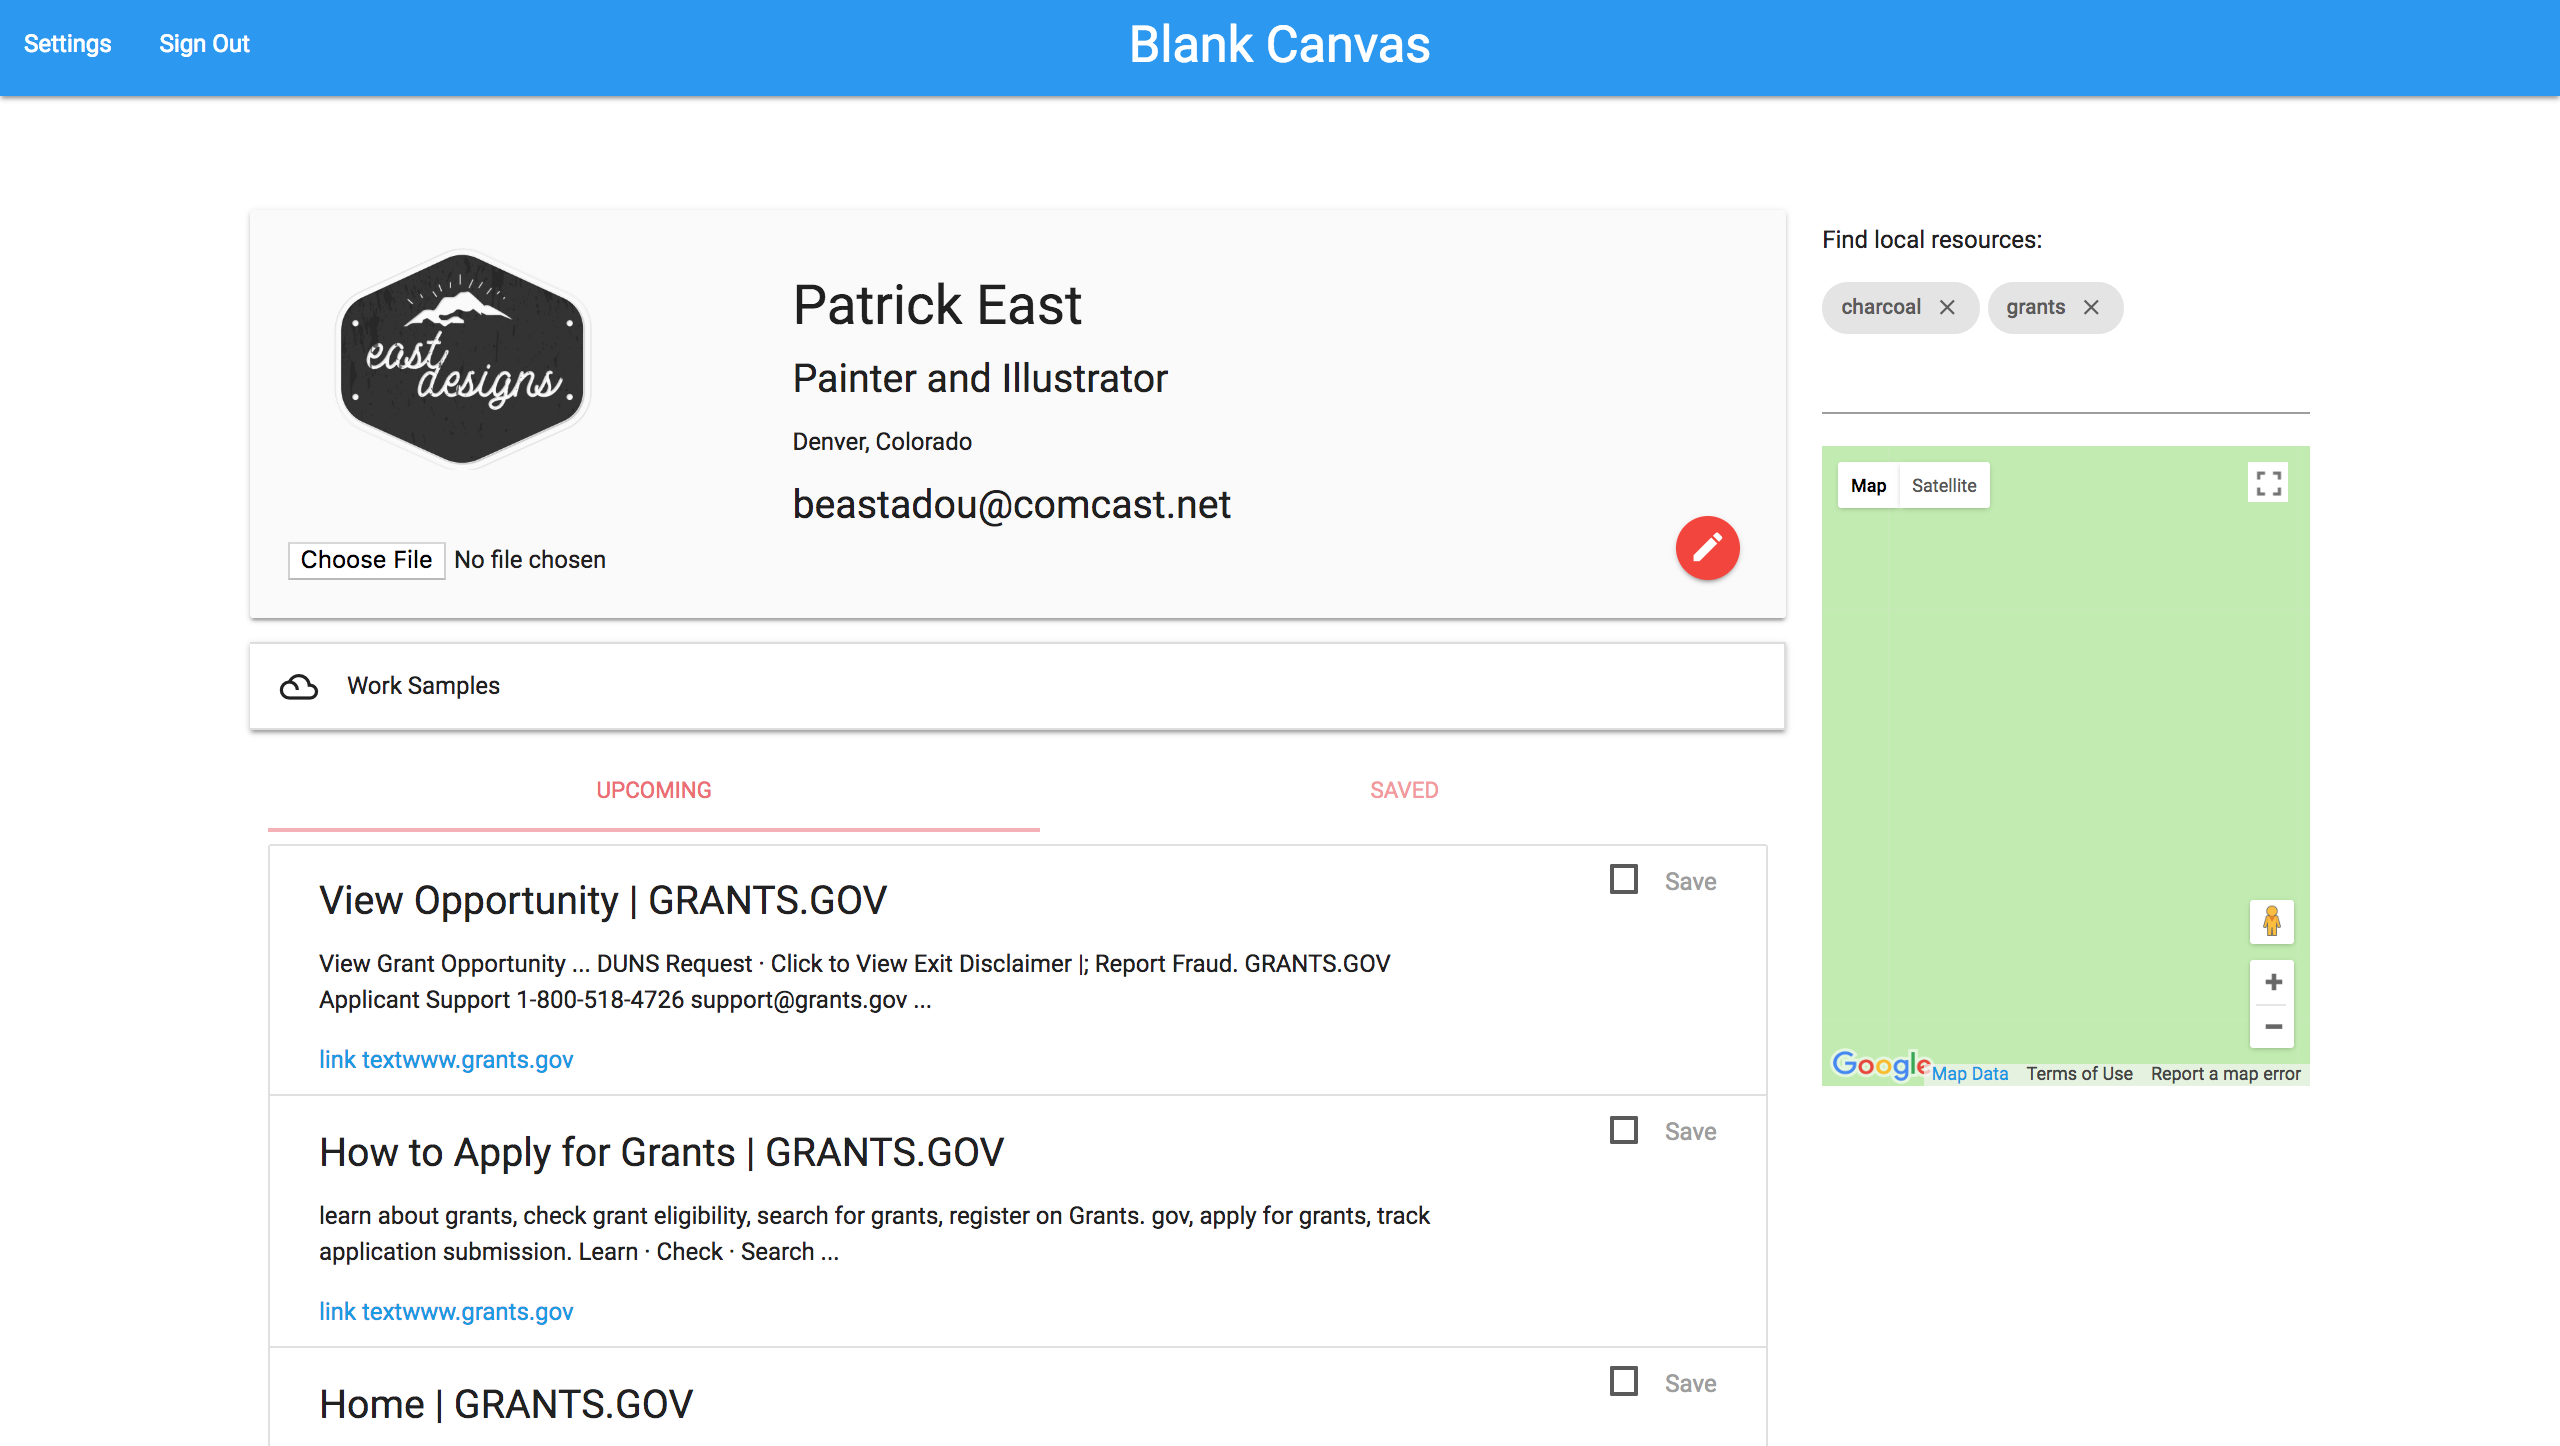 Settings
Sign Out
Blank Canvas
east
designs
Patrick East
Painter and Illustrator
Denver, Colorado
beastadou@comcast.net
Choose File No file chosen
Work Samples
UPCOMING
SAVED
View Opportunity | GRANTS.GOV
Save
View Grant Opportunity ... DUNS Request · Click to View Exit Disclaimer |; Report Fraud. GRANTS.GOV
Applicant Support 1-800-518-4726 support@grants.gov ...
link textwww.grants.gov
How to Apply for Grants | GRANTS.GOV
Save
learn about grants, check grant eligibility, search for grants, register on Grants. gov, apply for grants, track
application submission. Learn · Check · Search ...
link textwww.grants.gov
Home | GRANTS.GOV
Save
Find local resources:
charcoal
grants
Map
Satellite
Google
Map Data
Terms of Use
Report a map error